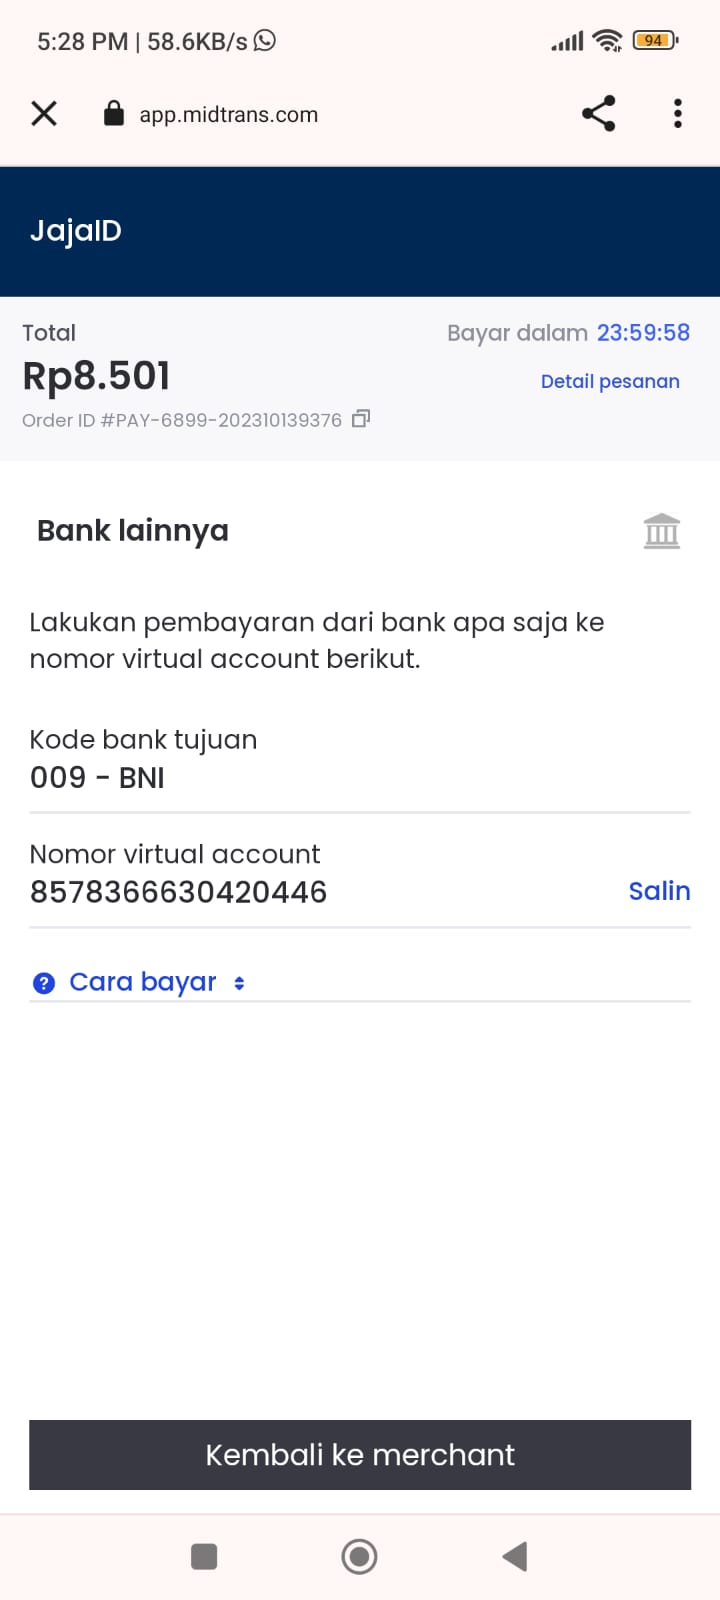 5:28 PM | 58.6KB/s
94
app.midtrans.com
JajaID
Total
Bayar dalam 23:59:58
Rp8.501
Detail pesanan
Order ID #PAY-6899-202310139376
Bank lainnya
Lakukan pembayaran dari bank apa saja ke
nomor virtual account berikut.
Kode bank tujuan
009 - BNI
Nomor virtual account
8578366630420446
Salin
? Cara bayar
Kembali ke merchant